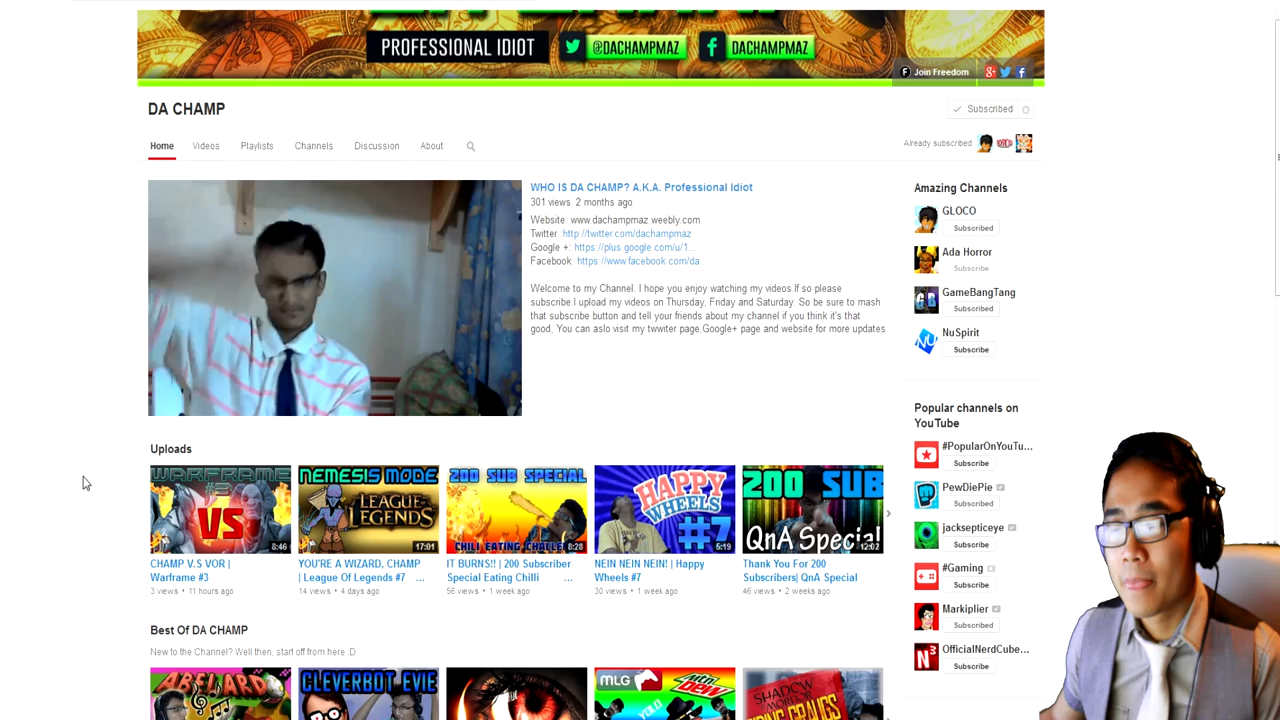 PROFESSIONAL IDIOT
@DACHAMPMAZ
DACHAMPMAZ
Join Freedom
DA CHAMP
Subscribed
Home Videos Playlists Channels Discussion About
Already subscribed
WHO IS DA CHAMP? A.K.A. Professional Idiot
301 views 2 months ago
Website: www.dachampmaz.weebly.com
Twitter :http://twitter.com/dachampmaz
Google +: https://plus.google.com/u/1...
Facebook: https://www.facebook.com/da
Welcome to my Channel. I hope you enjoy watching my videos.If so please
subscribe.I upload my videos on Thursday, Friday and Saturday. So be sure to mash
that subscribe button and tell your friends about my channel if you think it's that
good. You can aslo visit my twwiter page,Google+ page and website for more updates
Amazing Channels
GLOCO
Subscribed
Ada Horror
Subscribe
GameBangTang
Subscribed
NuSpirit
Subscribe
Popular channels on
YouTube
#PopularOnYouTu...
Subscribe
PewDiePie
Subscribed
jacksepticeye
Subscribe
#Gaming
Subscribe
Markiplier
Subscribed
OfficialNerdCube...
Subscribe
Uploads
WARFRAME
#3
VS
8:46
CHAMP V.S VOR |
Warframe #3
3 views • 11 hours ago
NEMESIS MODE
LEAGUE OF
LEGENDS
17:01
YOU'RE A WIZARD, CHAMP
| League Of Legends #7 ...
14 views • 4 days ago
200 SUB SPECIAL
CHILI EATING CHALLENGE
8:28
IT BURNS!! | 200 Subscriber
Special Eating Chilli ...
56 views • 1 week ago
HAPPY
WHEELS
#7
5:19
NEIN NEIN NEIN! | Happy
Wheels #7
30 views • 1 week ago
200 SUB
QnA Special
12:02
Thank You For 200
Subscribers| QnA Special
46 views • 2 weeks ago
Best Of DA CHAMP
New to the Channel? Well then, start off from here :D
ABELARD
CLEVERBOT EVIE
MLG
YOLO
SHADOW